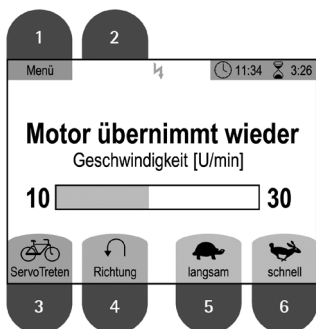 1 2
Menü 11:34 3:26
Motor übernimmt wieder
Geschwindigkeit [U/min]
10 30
ServoTreten Richtung langsam schnell
3 4 5 6